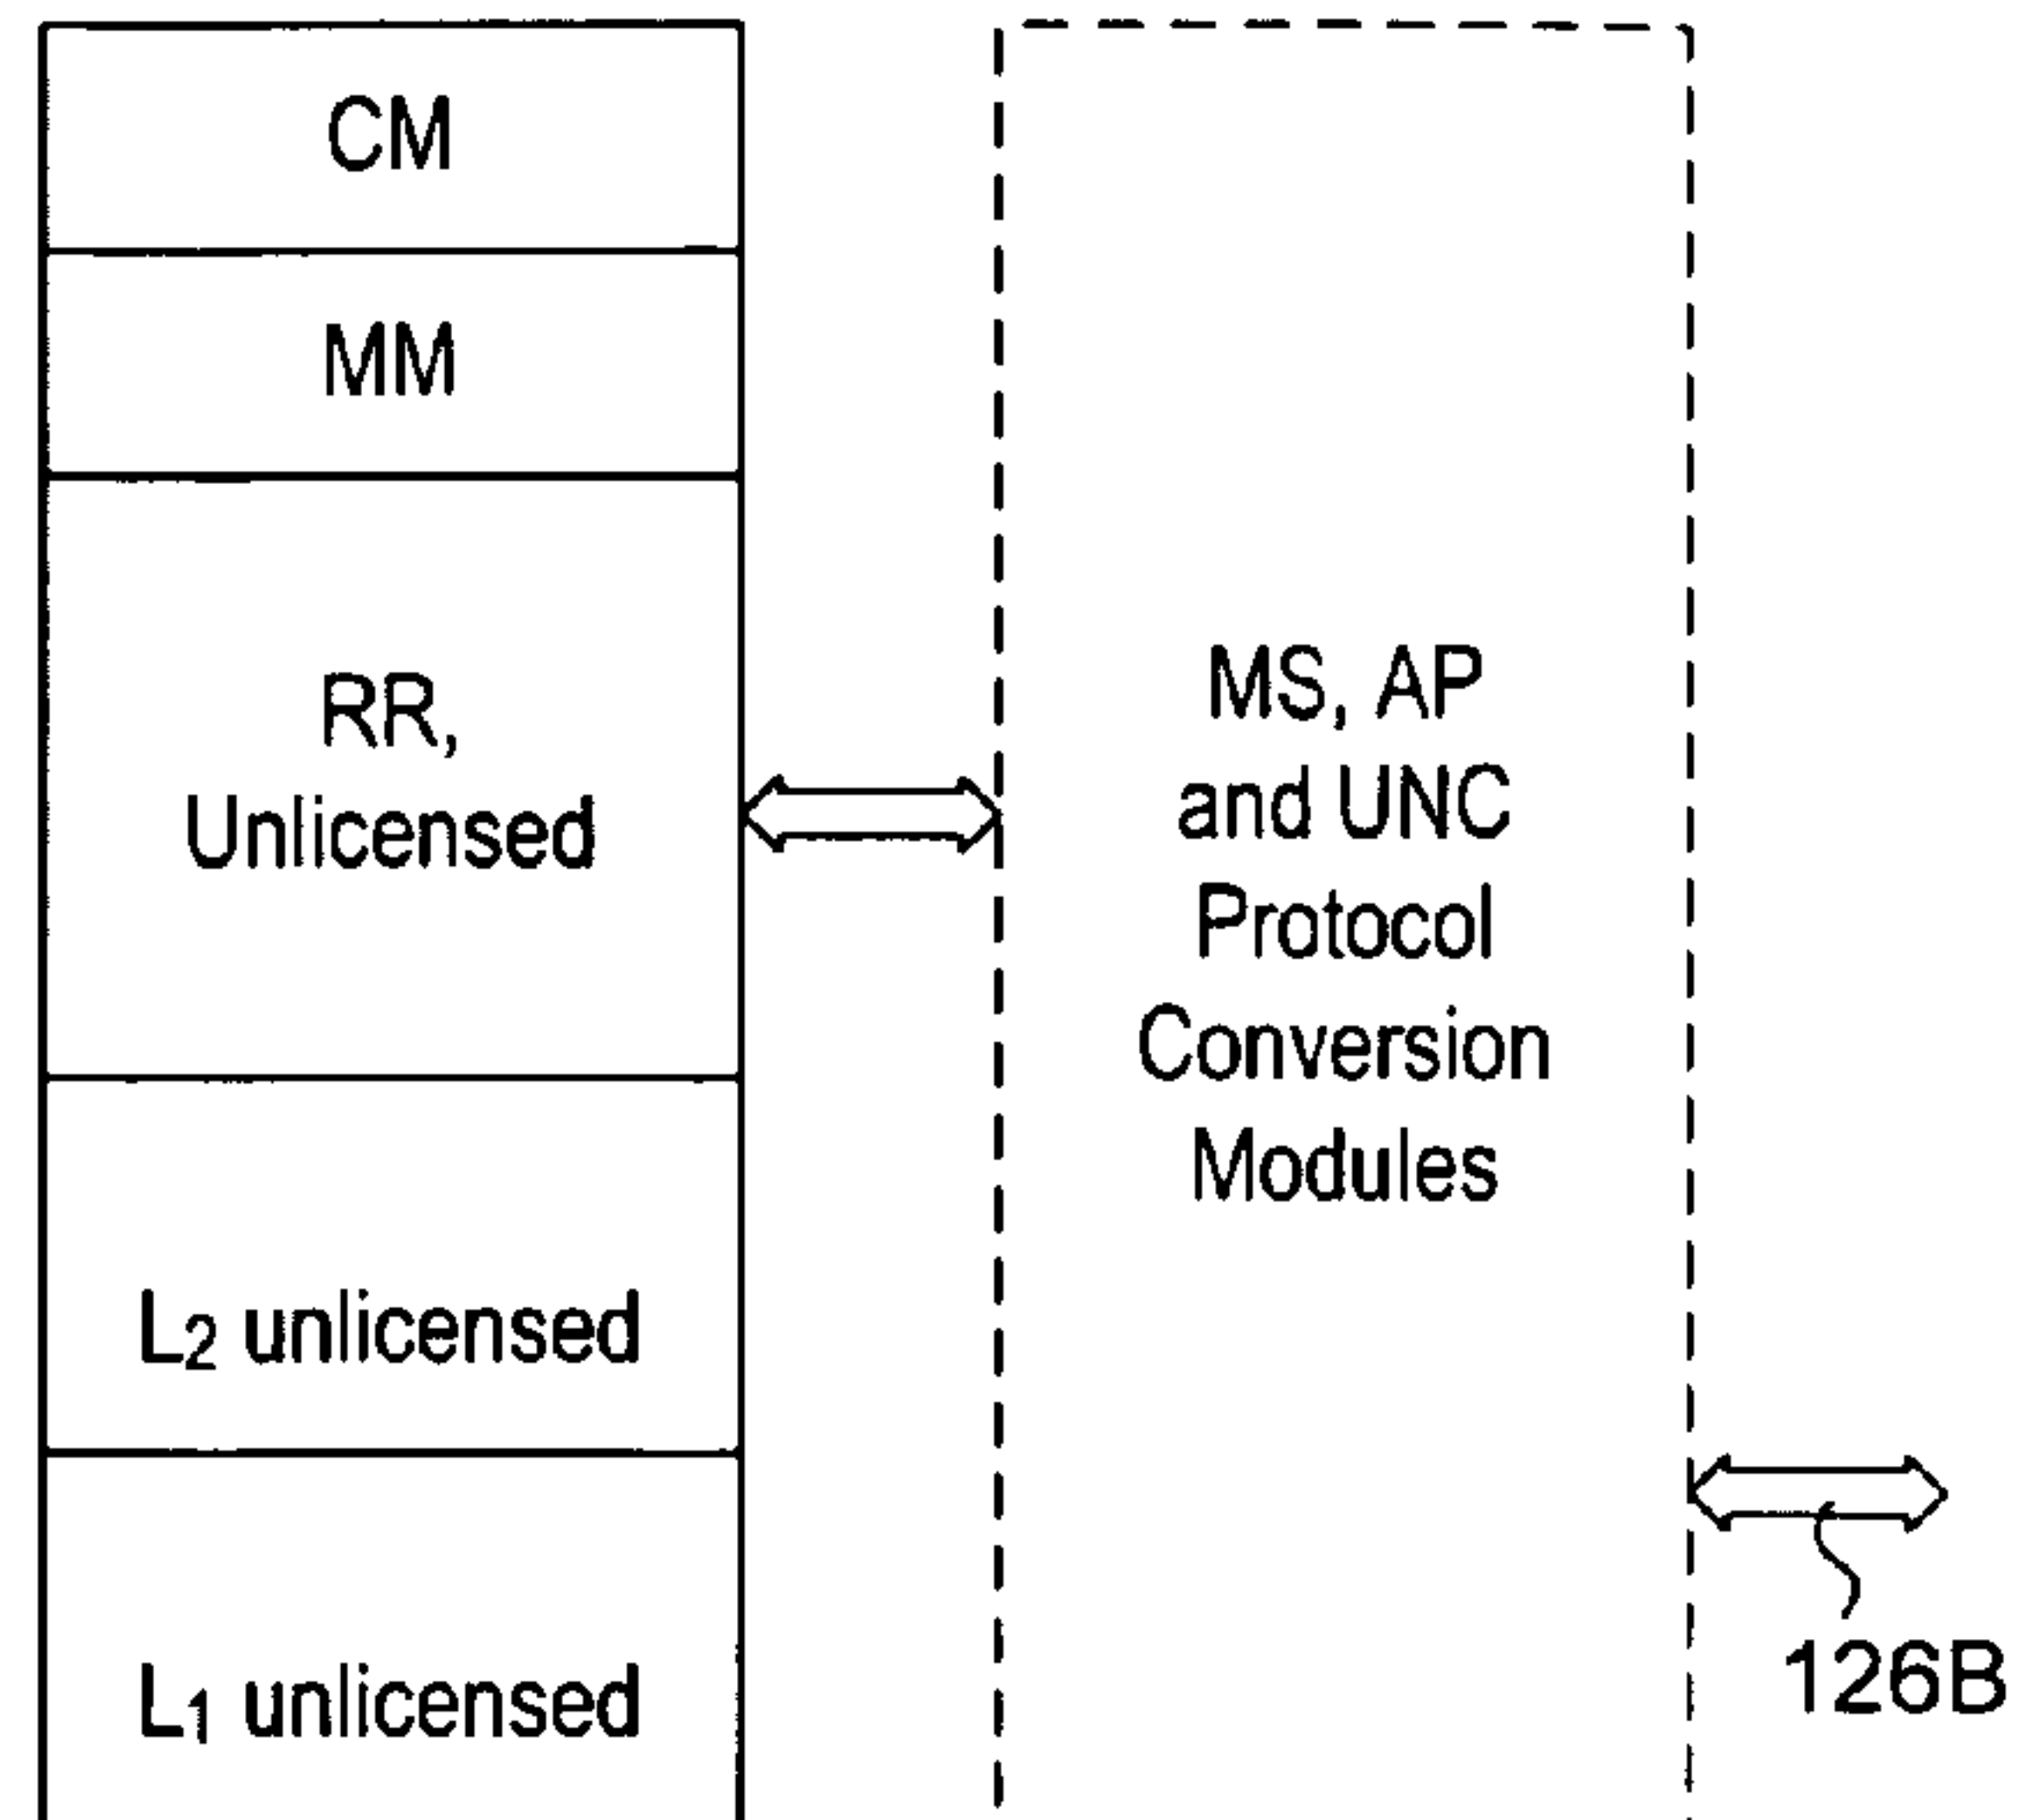 CM
MM
RR,
Unlicensed
L₂ unlicensed
L₁ unlicensed
MS, AP
and UNC
Protocol
Conversion
Modules
126B